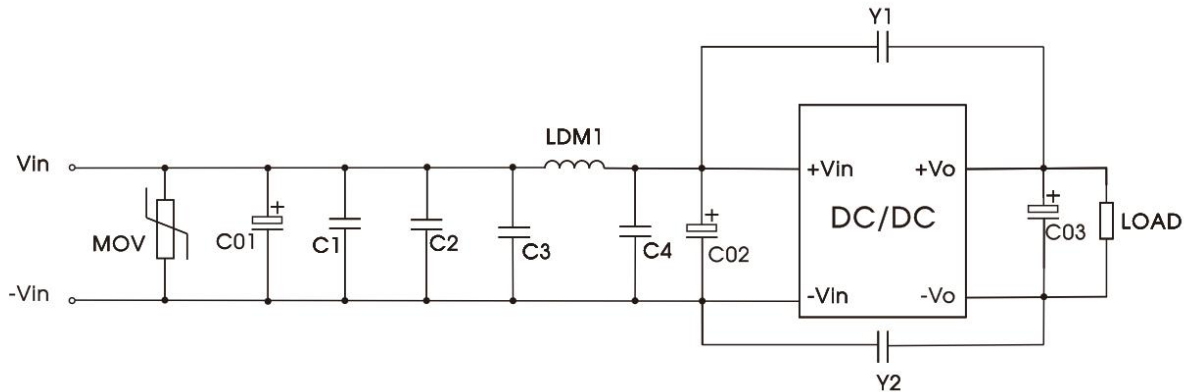 Y1
LDM1
Vin
+Vin
+Vo
DC/DC
MOV
C01
+
C1
C2
C3
C4
+
C02
+
C03
LOAD
-Vin
-Vin
-Vo
Y2